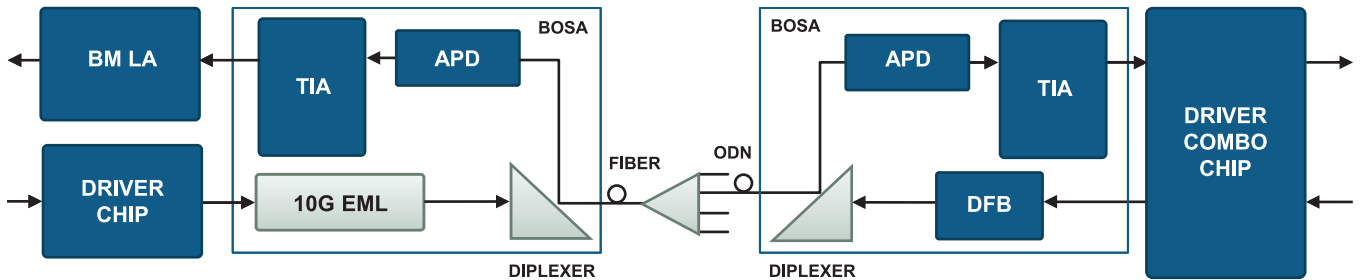 BOSA
BM LA
TIA
APD
DRIVER
CHIP
10G EML
DIPLEXER
FIBER
ODN
BOSA
APD
TIA
DFB
DIPLEXER
DRIVER
COMBO
CHIP